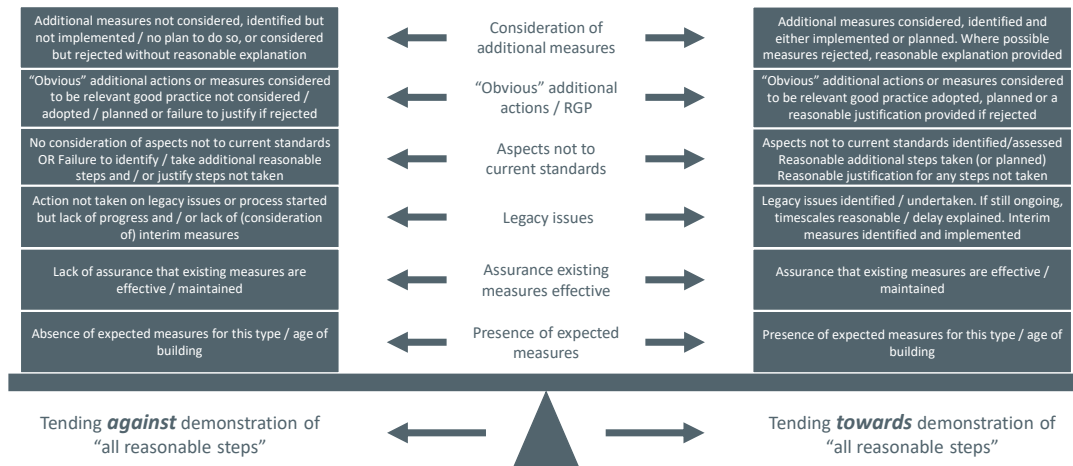 Additional measures not considered, identified but
not implemented / no plan to do so, or considered
but rejected without reasonable explanation
Consideration of
additional measures
Additional measures considered, identified and
either implemented or planned. Where possible
measures rejected, reasonable explanation provided
“Obvious” additional actions or measures considered
to be relevant good practice not considered /
adopted / planned or failure to justify if rejected
“Obvious” additional
actions / RGP
“Obvious” additional actions or measures considered
to be relevant good practice adopted, planned or a
reasonable justification provided if rejected
No consideration of aspects not to current standards
OR Failure to identify / take additional reasonable
steps and / or justify steps not taken
Aspects not to
current standards
Aspects not to current standards identified/assessed
Reasonable additional steps taken (or planned)
Reasonable justification for any steps not taken
Action not taken on legacy issues or process started
but lack of progress and / or lack of (consideration
of) interim measures
Legacy issues
Legacy issues identified / undertaken. If still ongoing,
timescales reasonable / delay explained. Interim
measures identified and implemented
Lack of assurance that existing measures are
effective / maintained
Assurance existing
measures effective
Assurance that existing measures are effective /
maintained
Absence of expected measures for this type / age of
building
Presence of expected
measures
Presence of expected measures for this type / age of
building
Tending against demonstration of
“all reasonable steps”
Tending towards demonstration of
“all reasonable steps”